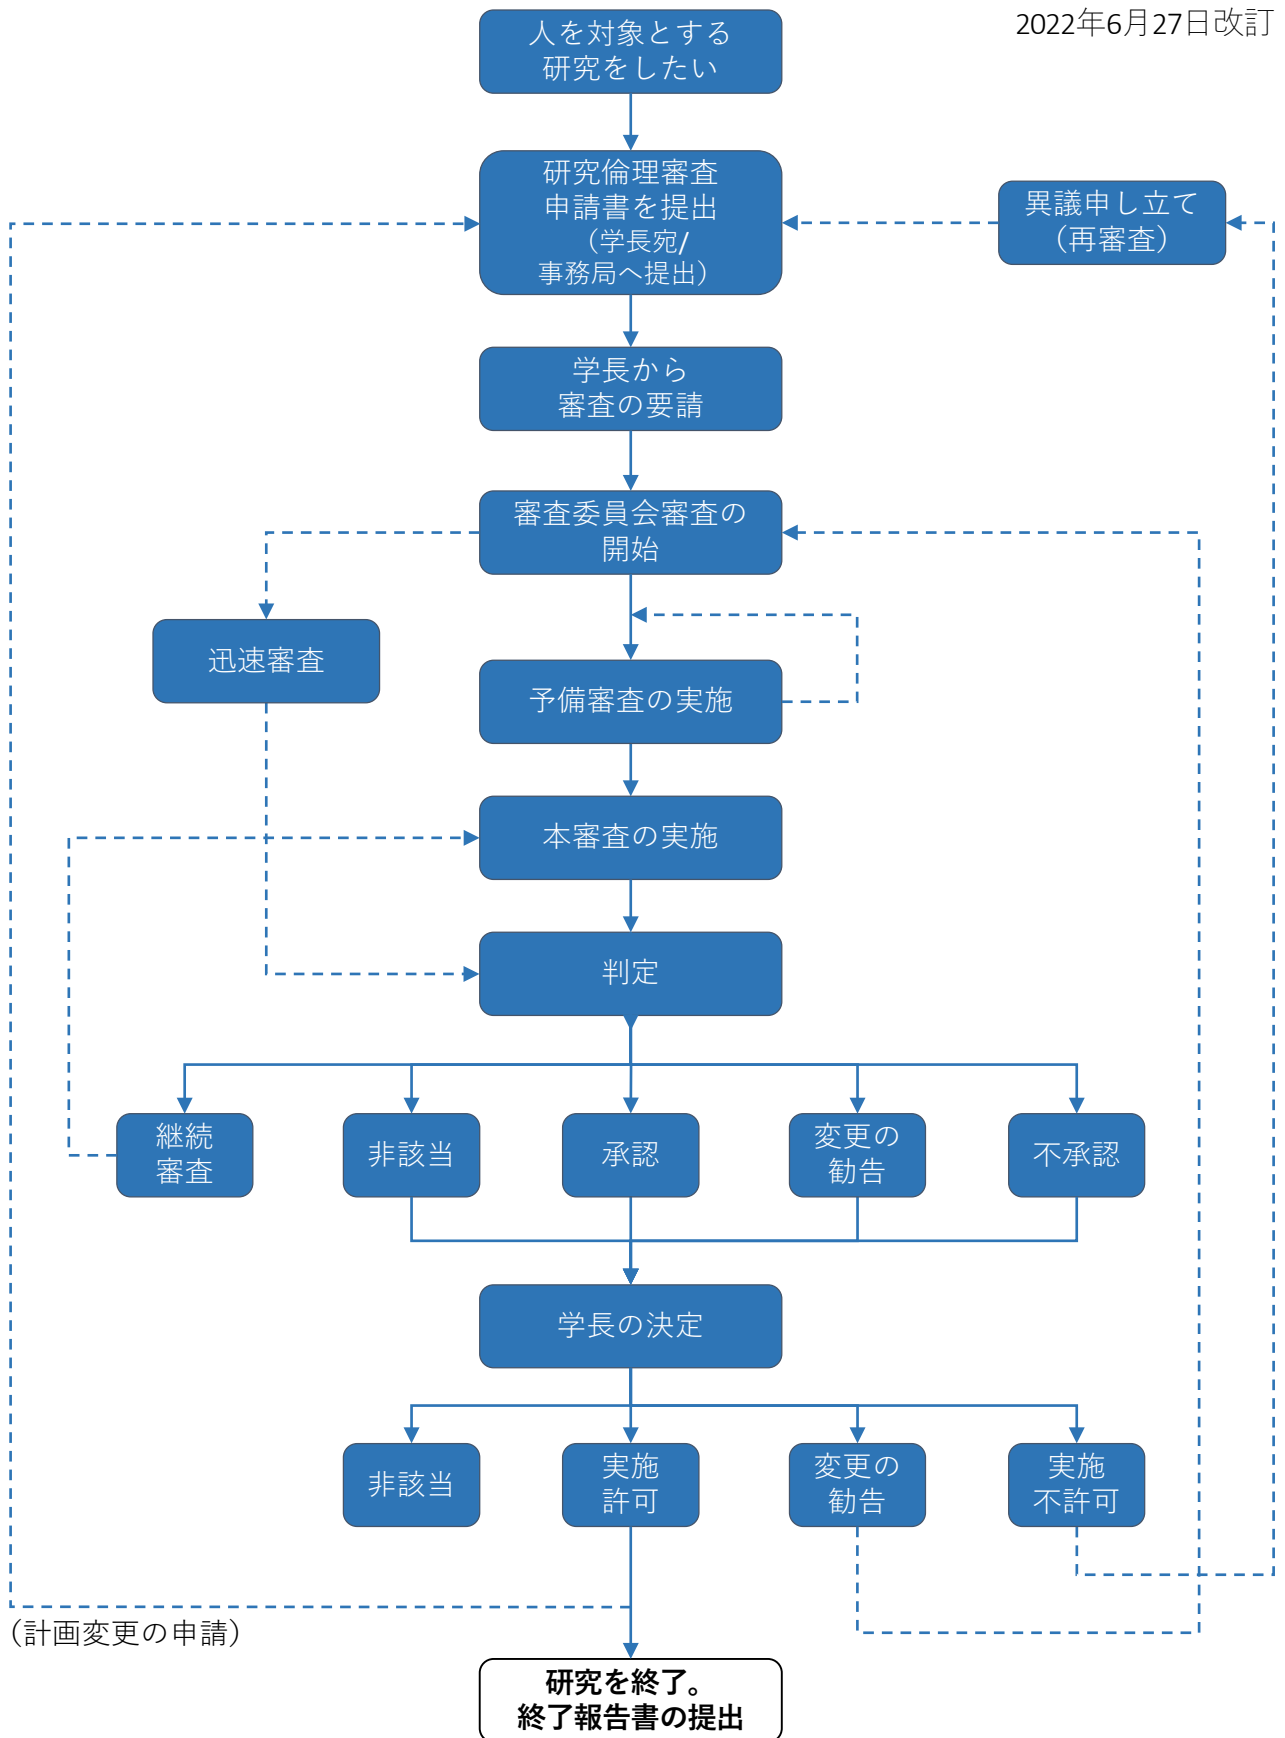 2022年6月27日改訂
人を対象とする
研究をしたい
研究倫理審査
申請書を提出
（学長宛/
事務局へ提出）
異議申し立て
（再審査）
学長から
審査の要請
審査委員会審査の
開始
迅速審査
予備審査の実施
本審査の実施
判定
継続
審査
非該当
承認
変更の
勧告
不承認
学長の決定
非該当
実施
許可
変更の
勧告
実施
不許可
（計画変更の申請）
研究を終了。
終了報告書の提出